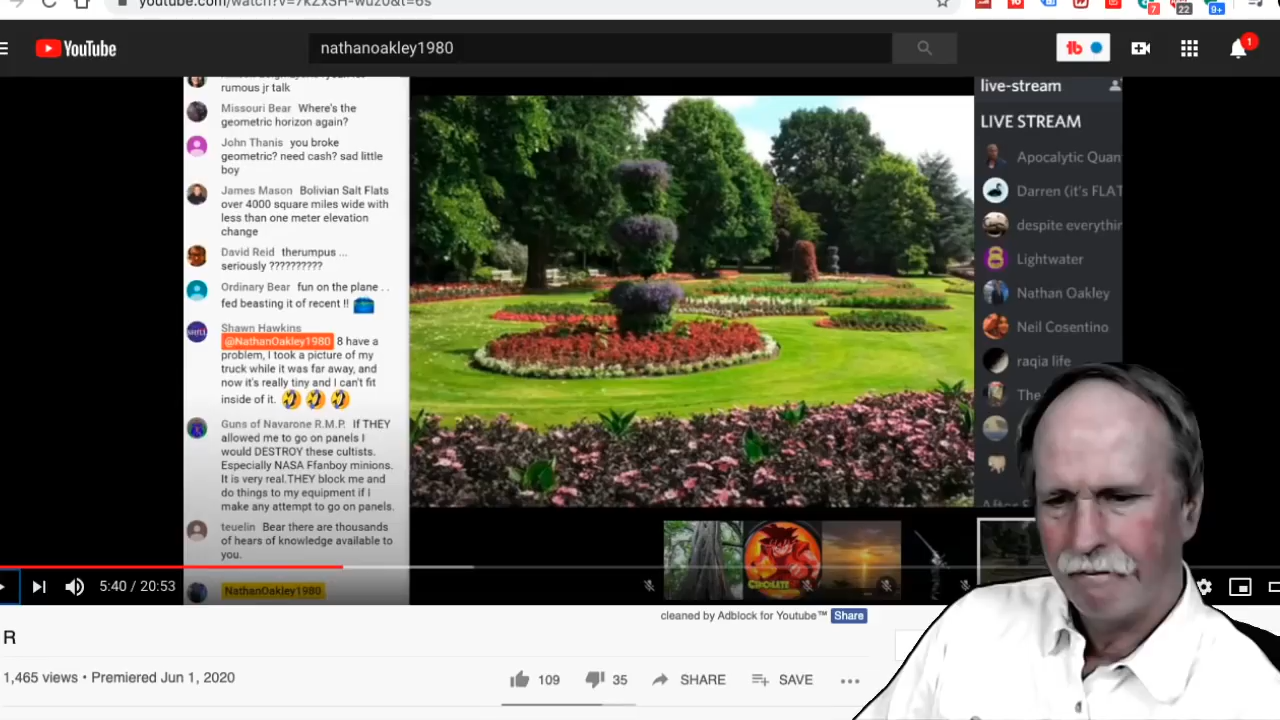 youtube.com/watch?v=7kZxSH-wuz0&t=6s
7
22
9+
YouTube
nathanoakley1980
1
rumous jr talk
Missouri Bear Where's the
geometric horizon again?
John Thanis you broke
geometric? need cash? sad little
boy
James Mason Bolivian Salt Flats
over 4000 square miles wide with
less than one meter elevation
change
David Reid therumpus ...
seriously ??????????
Ordinary Bear fun on the plane . .
fed beasting it of recent !!
Shawn Hawkins
@NathanOakley1980 8 have a
problem, I took a picture of my
truck while it was far away, and
now it's really tiny and I can't fit
inside of it.
Guns of Navarone R.M.P. If THEY
allowed me to go on panels I
would DESTROY these cultists.
Especially NASA Ffanboy minions.
It is very real.THEY block me and
do things to my equipment if I
make any attempt to go on panels.
teuelin Bear there are thousands
of hears of knowledge available to
you.
NathanOakley1980
live-stream
LIVE STREAM
Apocalytic Quan
Darren (it's FLAT
despite everythin
Lightwater
Nathan Oakley
Neil Cosentino
raqia life
The
5:40 / 20:53
cleaned by Adblock for Youtube™ Share
R
1,465 views • Premiered Jun 1, 2020
109
35
SHARE
SAVE